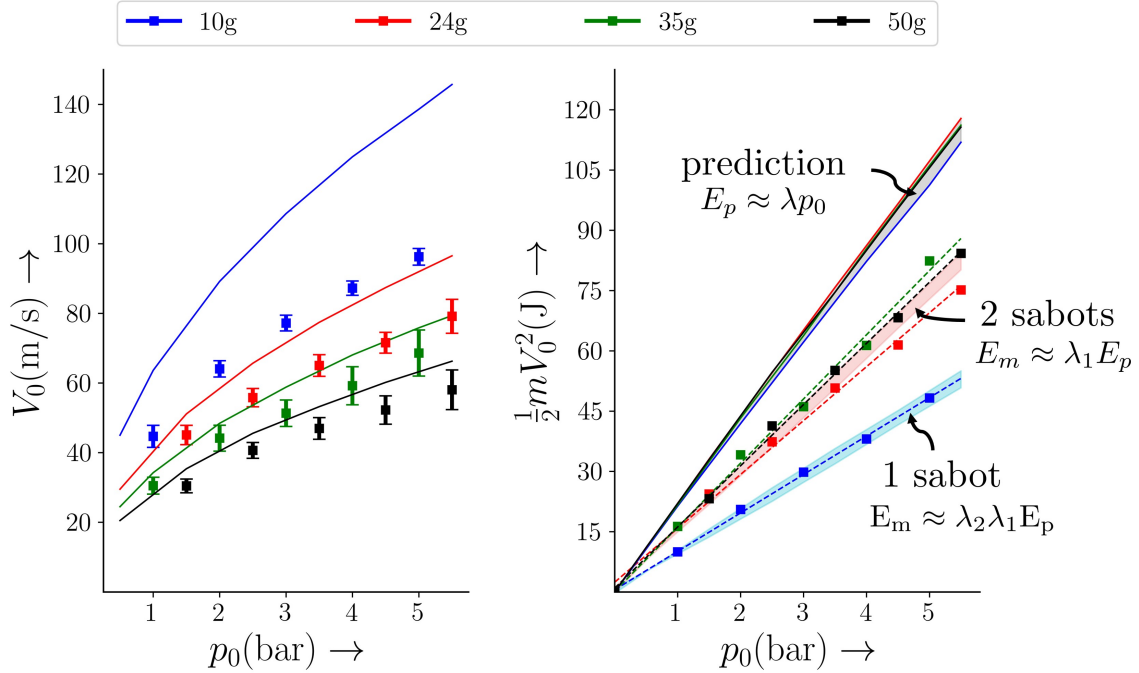 10g 24g 35g 50g
V₀(m/s) →
140
120
100
80
60
40
20
1 2 3 4 5
p₀(bar) →
½mV₀²(J) →
120
105
90
75
60
45
30
15
1 2 3 4 5
p₀(bar) →
prediction
Eₚ ≈ λp₀
2 sabots
Eₘ ≈ λ₁Eₚ
1 sabot
Eₘ ≈ λ₂λ₁Eₚ